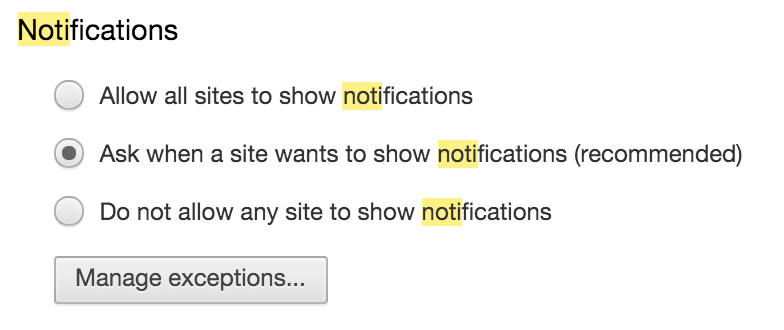 Notifications
Allow all sites to show notifications
Ask when a site wants to show notifications (recommended)
Do not allow any site to show notifications
Manage exceptions...